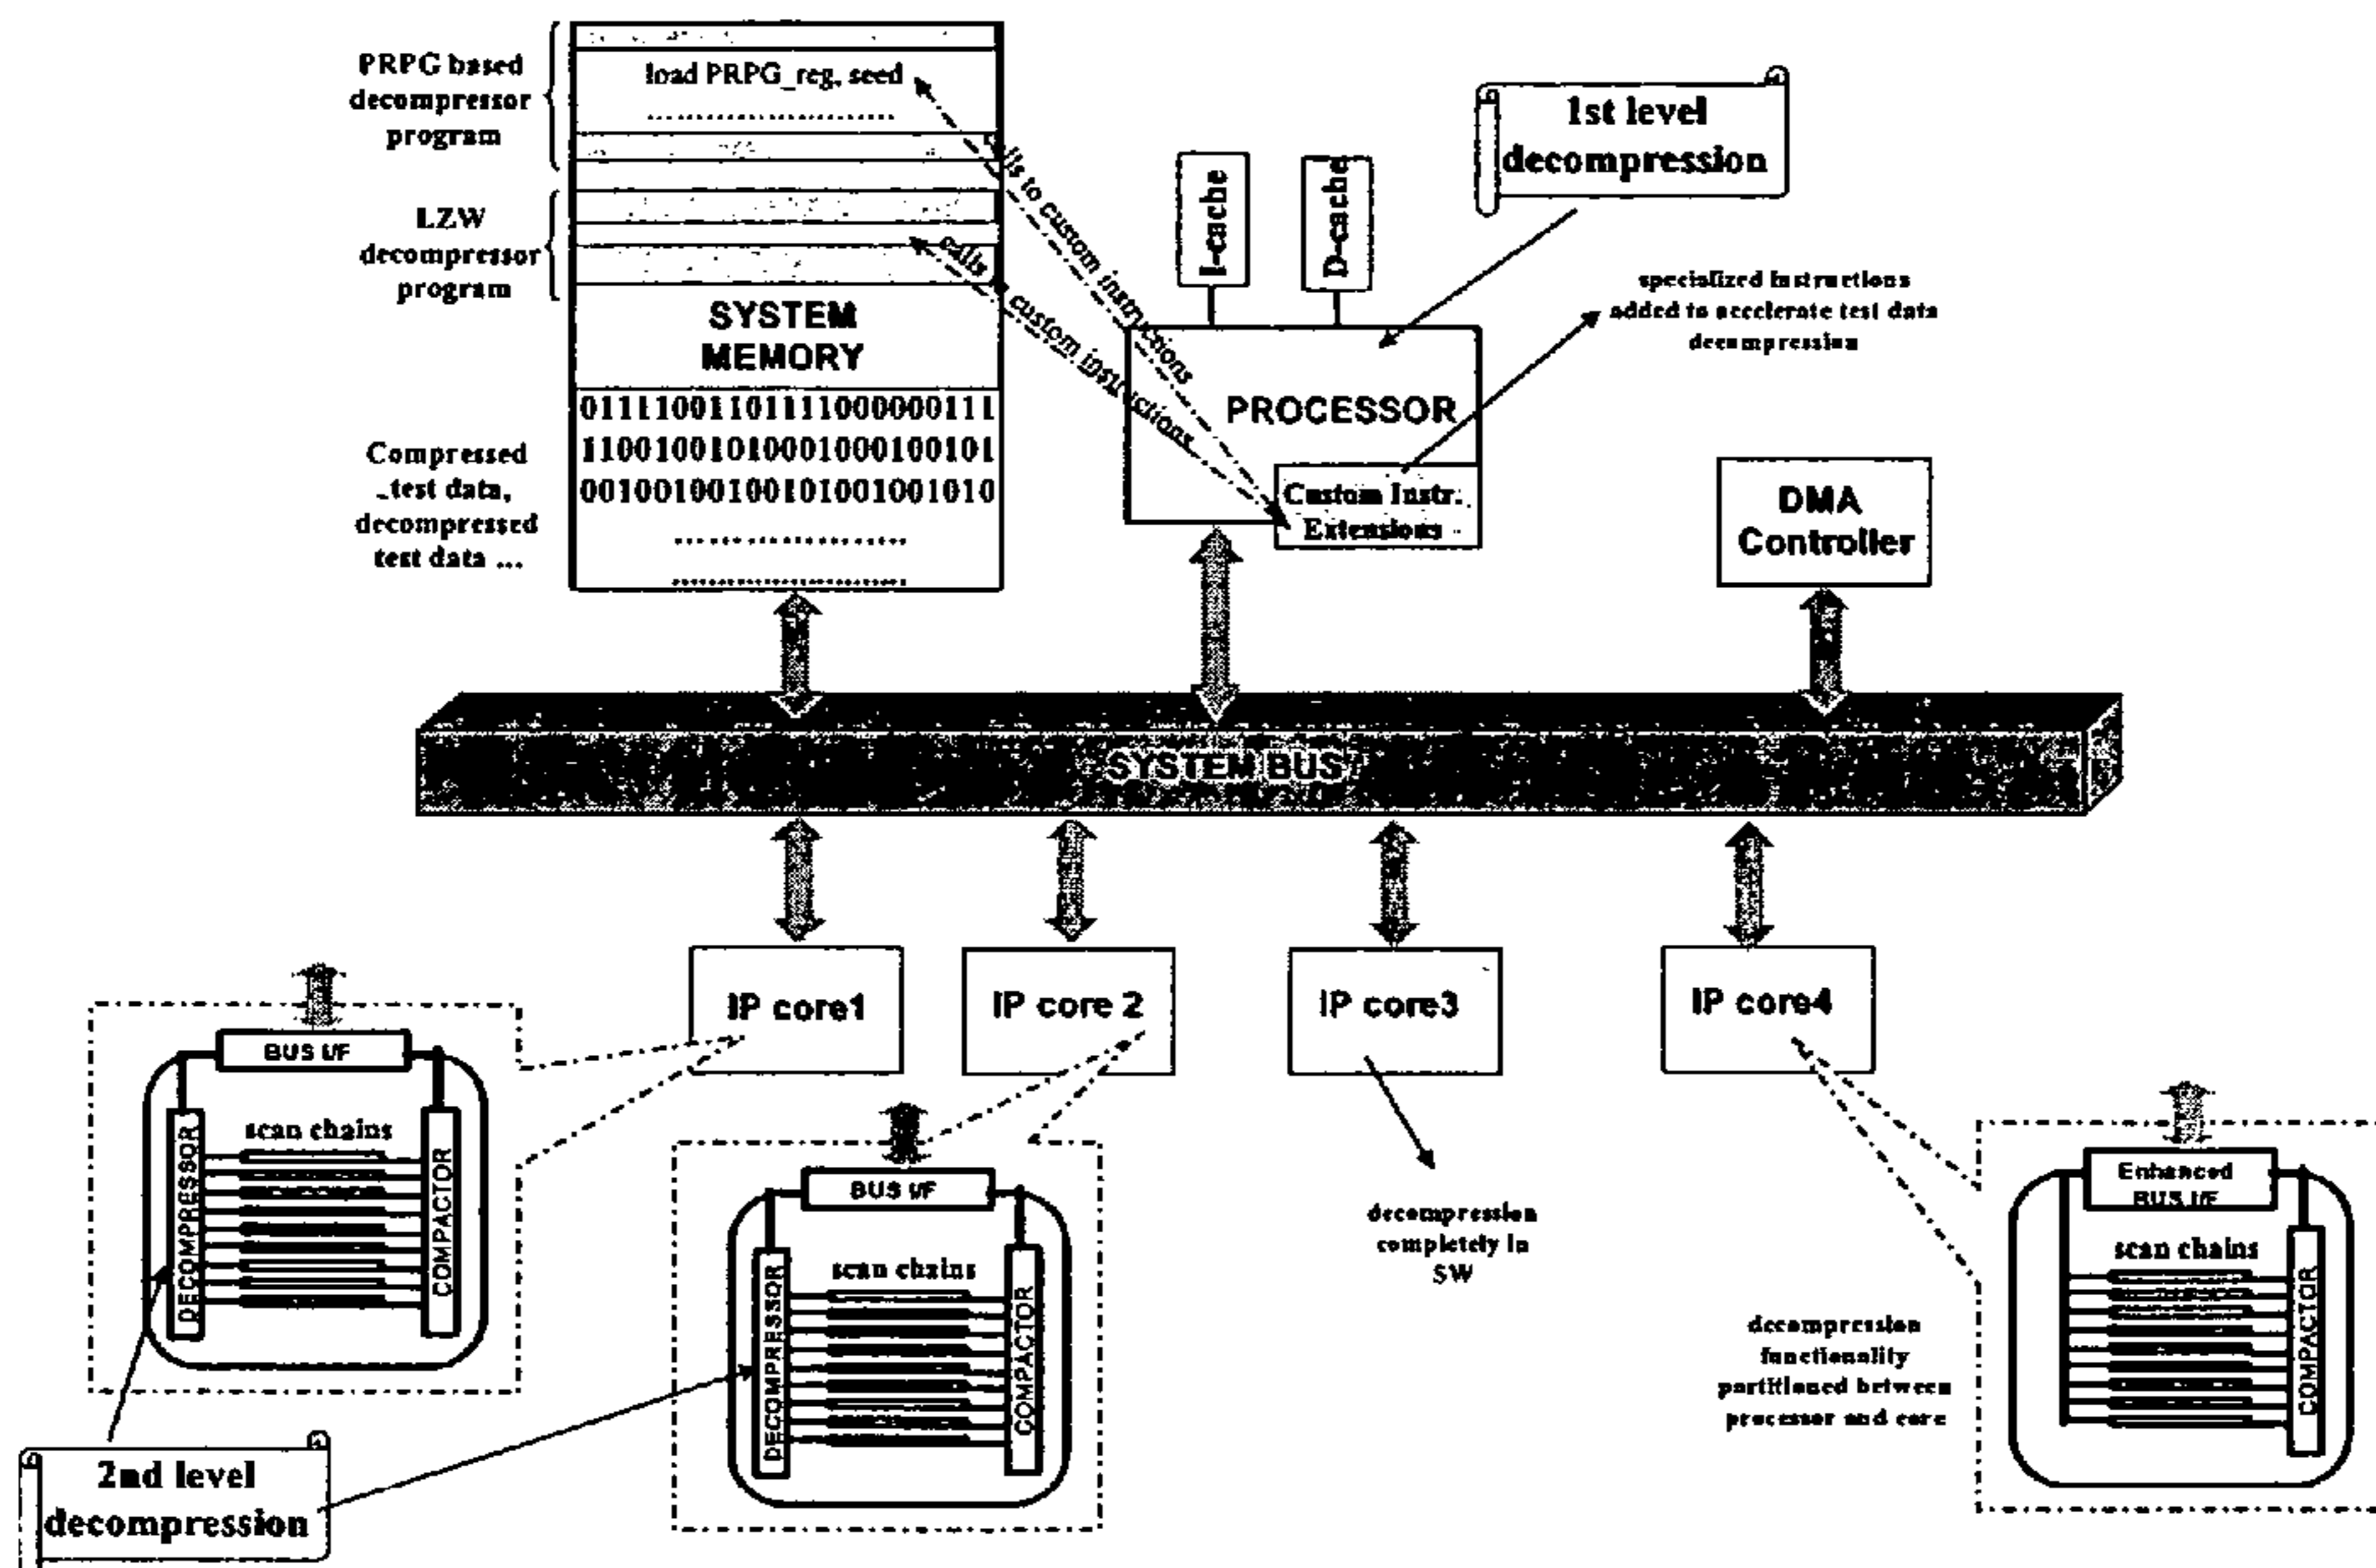 PRPG based
decompressor
program
load PRPG_reg, seed
......................
LZW
decompressor
program
calls to custom instructions
calls custom instructions
SYSTEM
MEMORY
Compressed
test data,
decompressed
test data ...
01111001101111000000111
11001001010001000100101
00100100100101001001010
.....................
.....................
I-cache
D-cache
1st level
decompression
PROCESSOR
Custom Instr.
Extensions
specialized instructions
added to accelerate test data
decompression
DMA
Controller
SYSTEM BUS
IP core1
IP core 2
IP core3
IP core4
BUS I/F
scan chains
DECOMPRESSOR
COMPACTOR
BUS I/F
scan chains
DECOMPRESSOR
COMPACTOR
decompression
completely in
SW
decompression
functionality
partitioned between
processor and core
Enhanced
BUS I/F
scan chains
COMPACTOR
2nd level
decompression